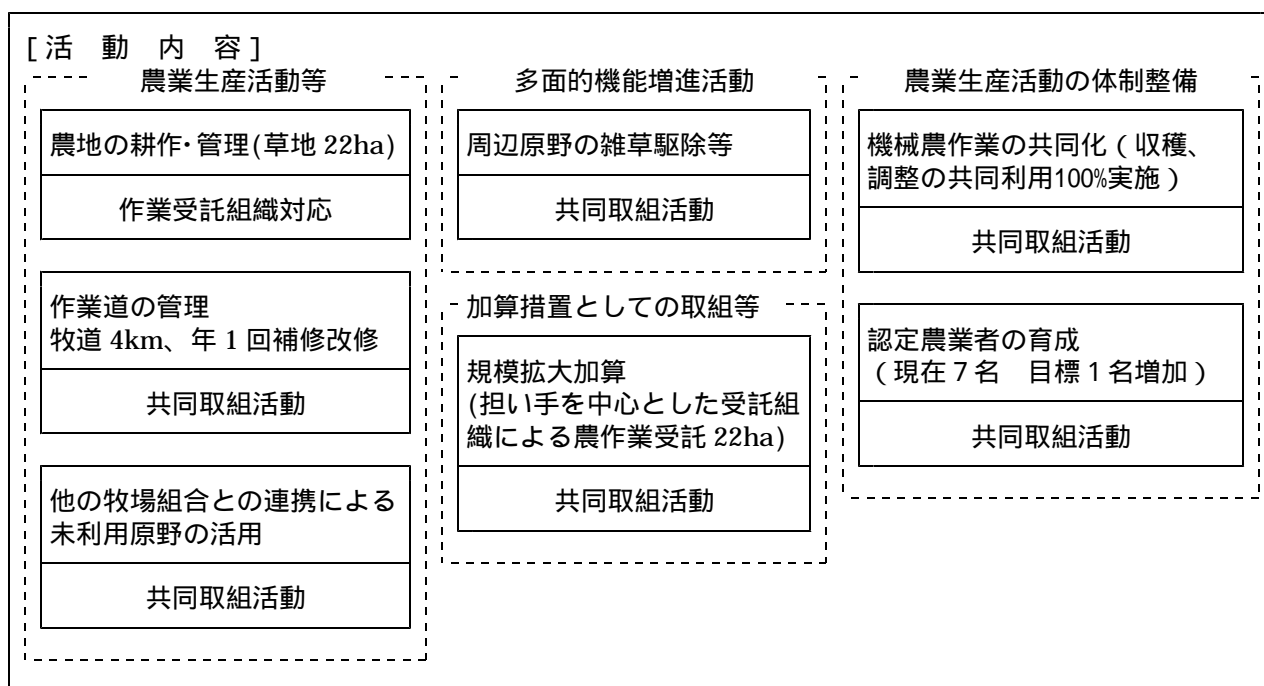 [活 動 内 容]
農業生産活動等
農地の耕作・管理(草地 22ha)
作業受託組織対応
作業道の管理
牧道 4km、年 1 回補修改修
共同取組活動
他の牧場組合との連携による
未利用原野の活用
共同取組活動
多面的機能増進活動
周辺原野の雑草駆除等
共同取組活動
加算措置としての取組等
規模拡大加算
(担い手を中心とした受託組
織による農作業受託 22ha)
共同取組活動
農業生産活動の体制整備
機械農作業の共同化(収穫、
調整の共同利用100%実施)
共同取組活動
認定農業者の育成
(現在7名 目標1名増加)
共同取組活動